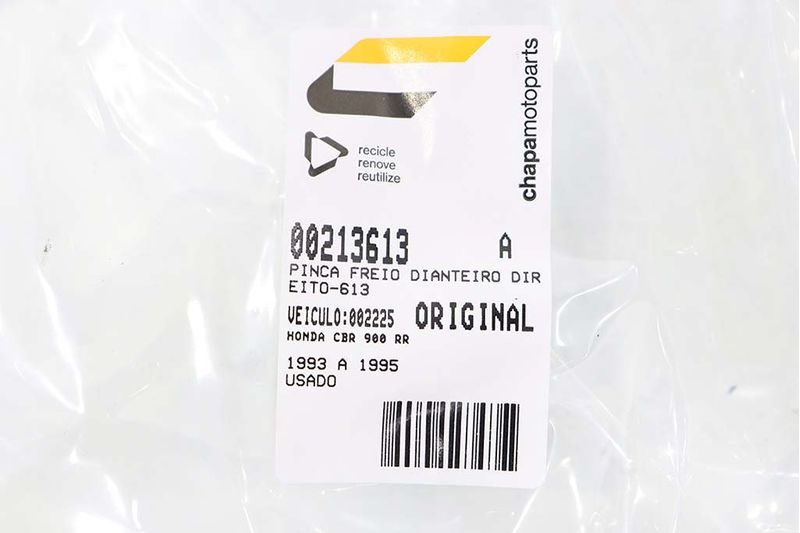 chapamotoparts
recicle
renove
reutilize
00213613 A
PINCA FREIO DIANTEIRO DIR
EITO-613
VEICULO:002225 ORIGINAL
HONDA CBR 900 RR
1993 A 1995
USADO